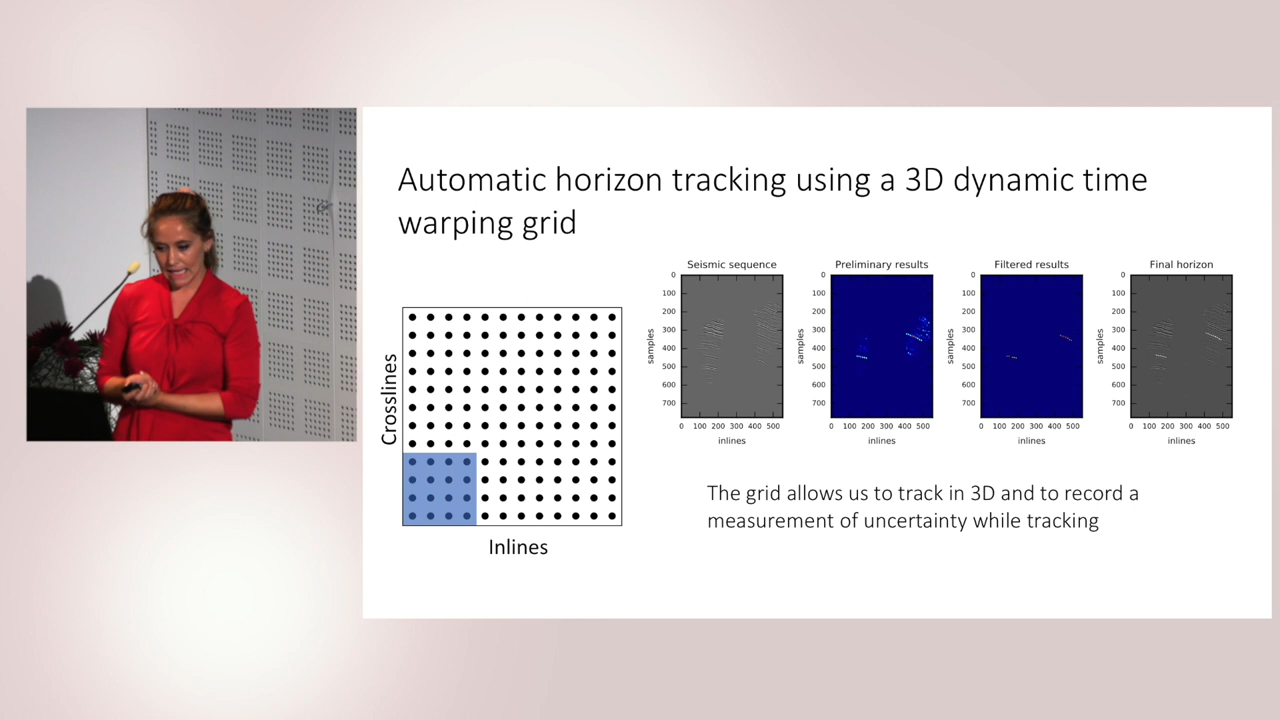 Automatic horizon tracking using a 3D dynamic time
warping grid
Crosslines
Inlines
Seismic sequence
0
100
200
300
400
500
600
700
samples
0 100 200 300 400 500
inlines
Preliminary results
0
100
200
300
400
500
600
700
samples
0 100 200 300 400 500
inlines
Filtered results
0
100
200
300
400
500
600
700
samples
0 100 200 300 400 500
inlines
Final horizon
0
100
200
300
400
500
600
700
samples
0 100 200 300 400 500
inlines
The grid allows us to track in 3D and to record a
measurement of uncertainty while tracking